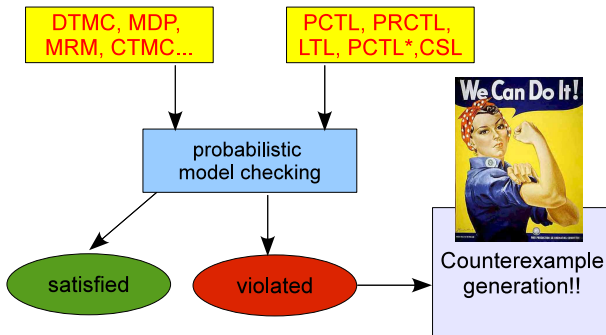 DTMC, MDP,
MRM, CTMC...
PCTL, PRCTL,
LTL, PCTL*,CSL
We Can Do It!
probabilistic
model checking
satisfied
violated
Counterexample
generation!!